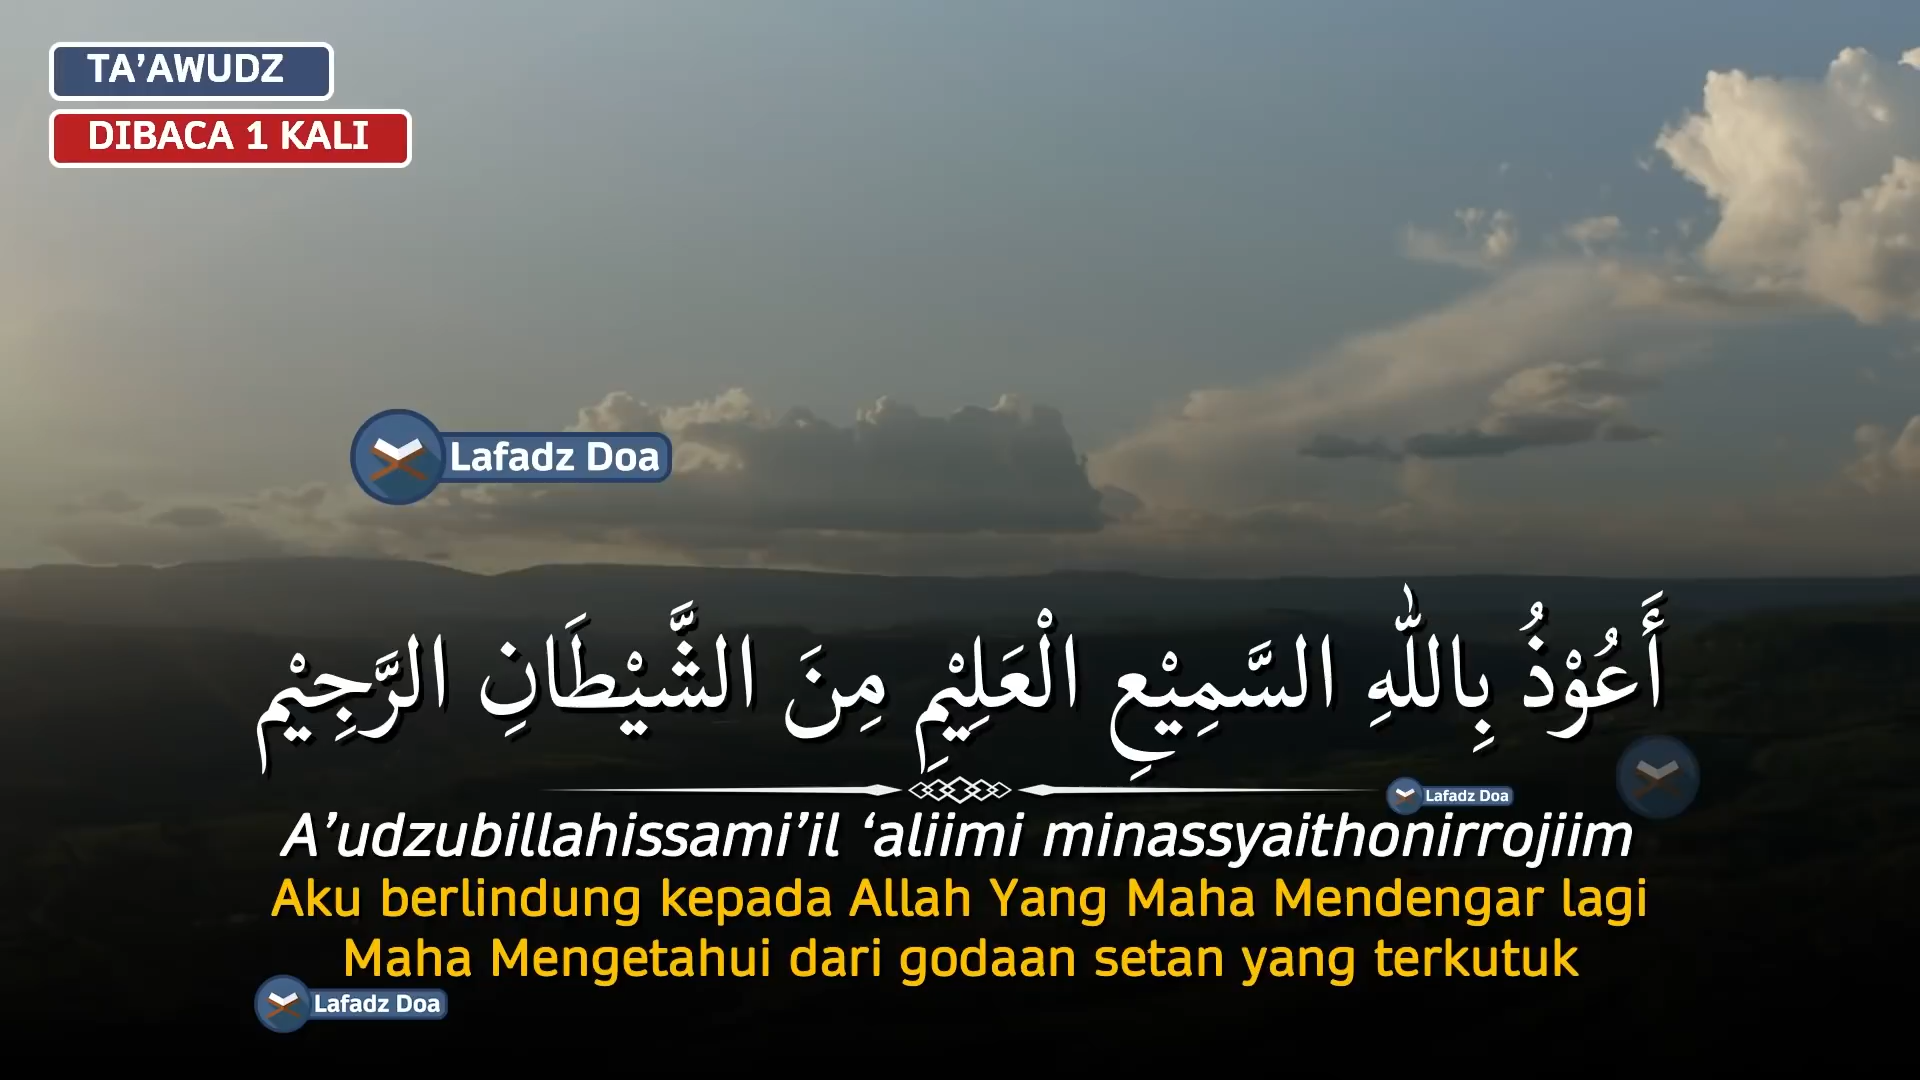 TA’AWUDZ
DIBACA 1 KALI
Lafadz Doa
أَعُوْذُ بِاللّٰهِ السَّمِيْعِ الْعَلِيْمِ مِنَ الشَّيْطَانِ الرَّجِيْمِ
Lafadz Doa
A’udzubillahissami’il ‘aliimi minassyaithonirrojiim
Aku berlindung kepada Allah Yang Maha Mendengar lagi
Maha Mengetahui dari godaan setan yang terkutuk
Lafadz Doa